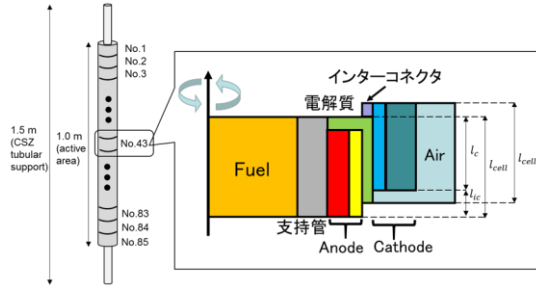 No.1
No.2
No.3
1.5 m
(CSZ
tubular
support)
1.0 m
(active
area)
No.43
No.83
No.84
No.85
インターコネクタ
電解質
Fuel
Air
支持管
Anode
Cathode
l_c
l_ic
l_cell
l_cell